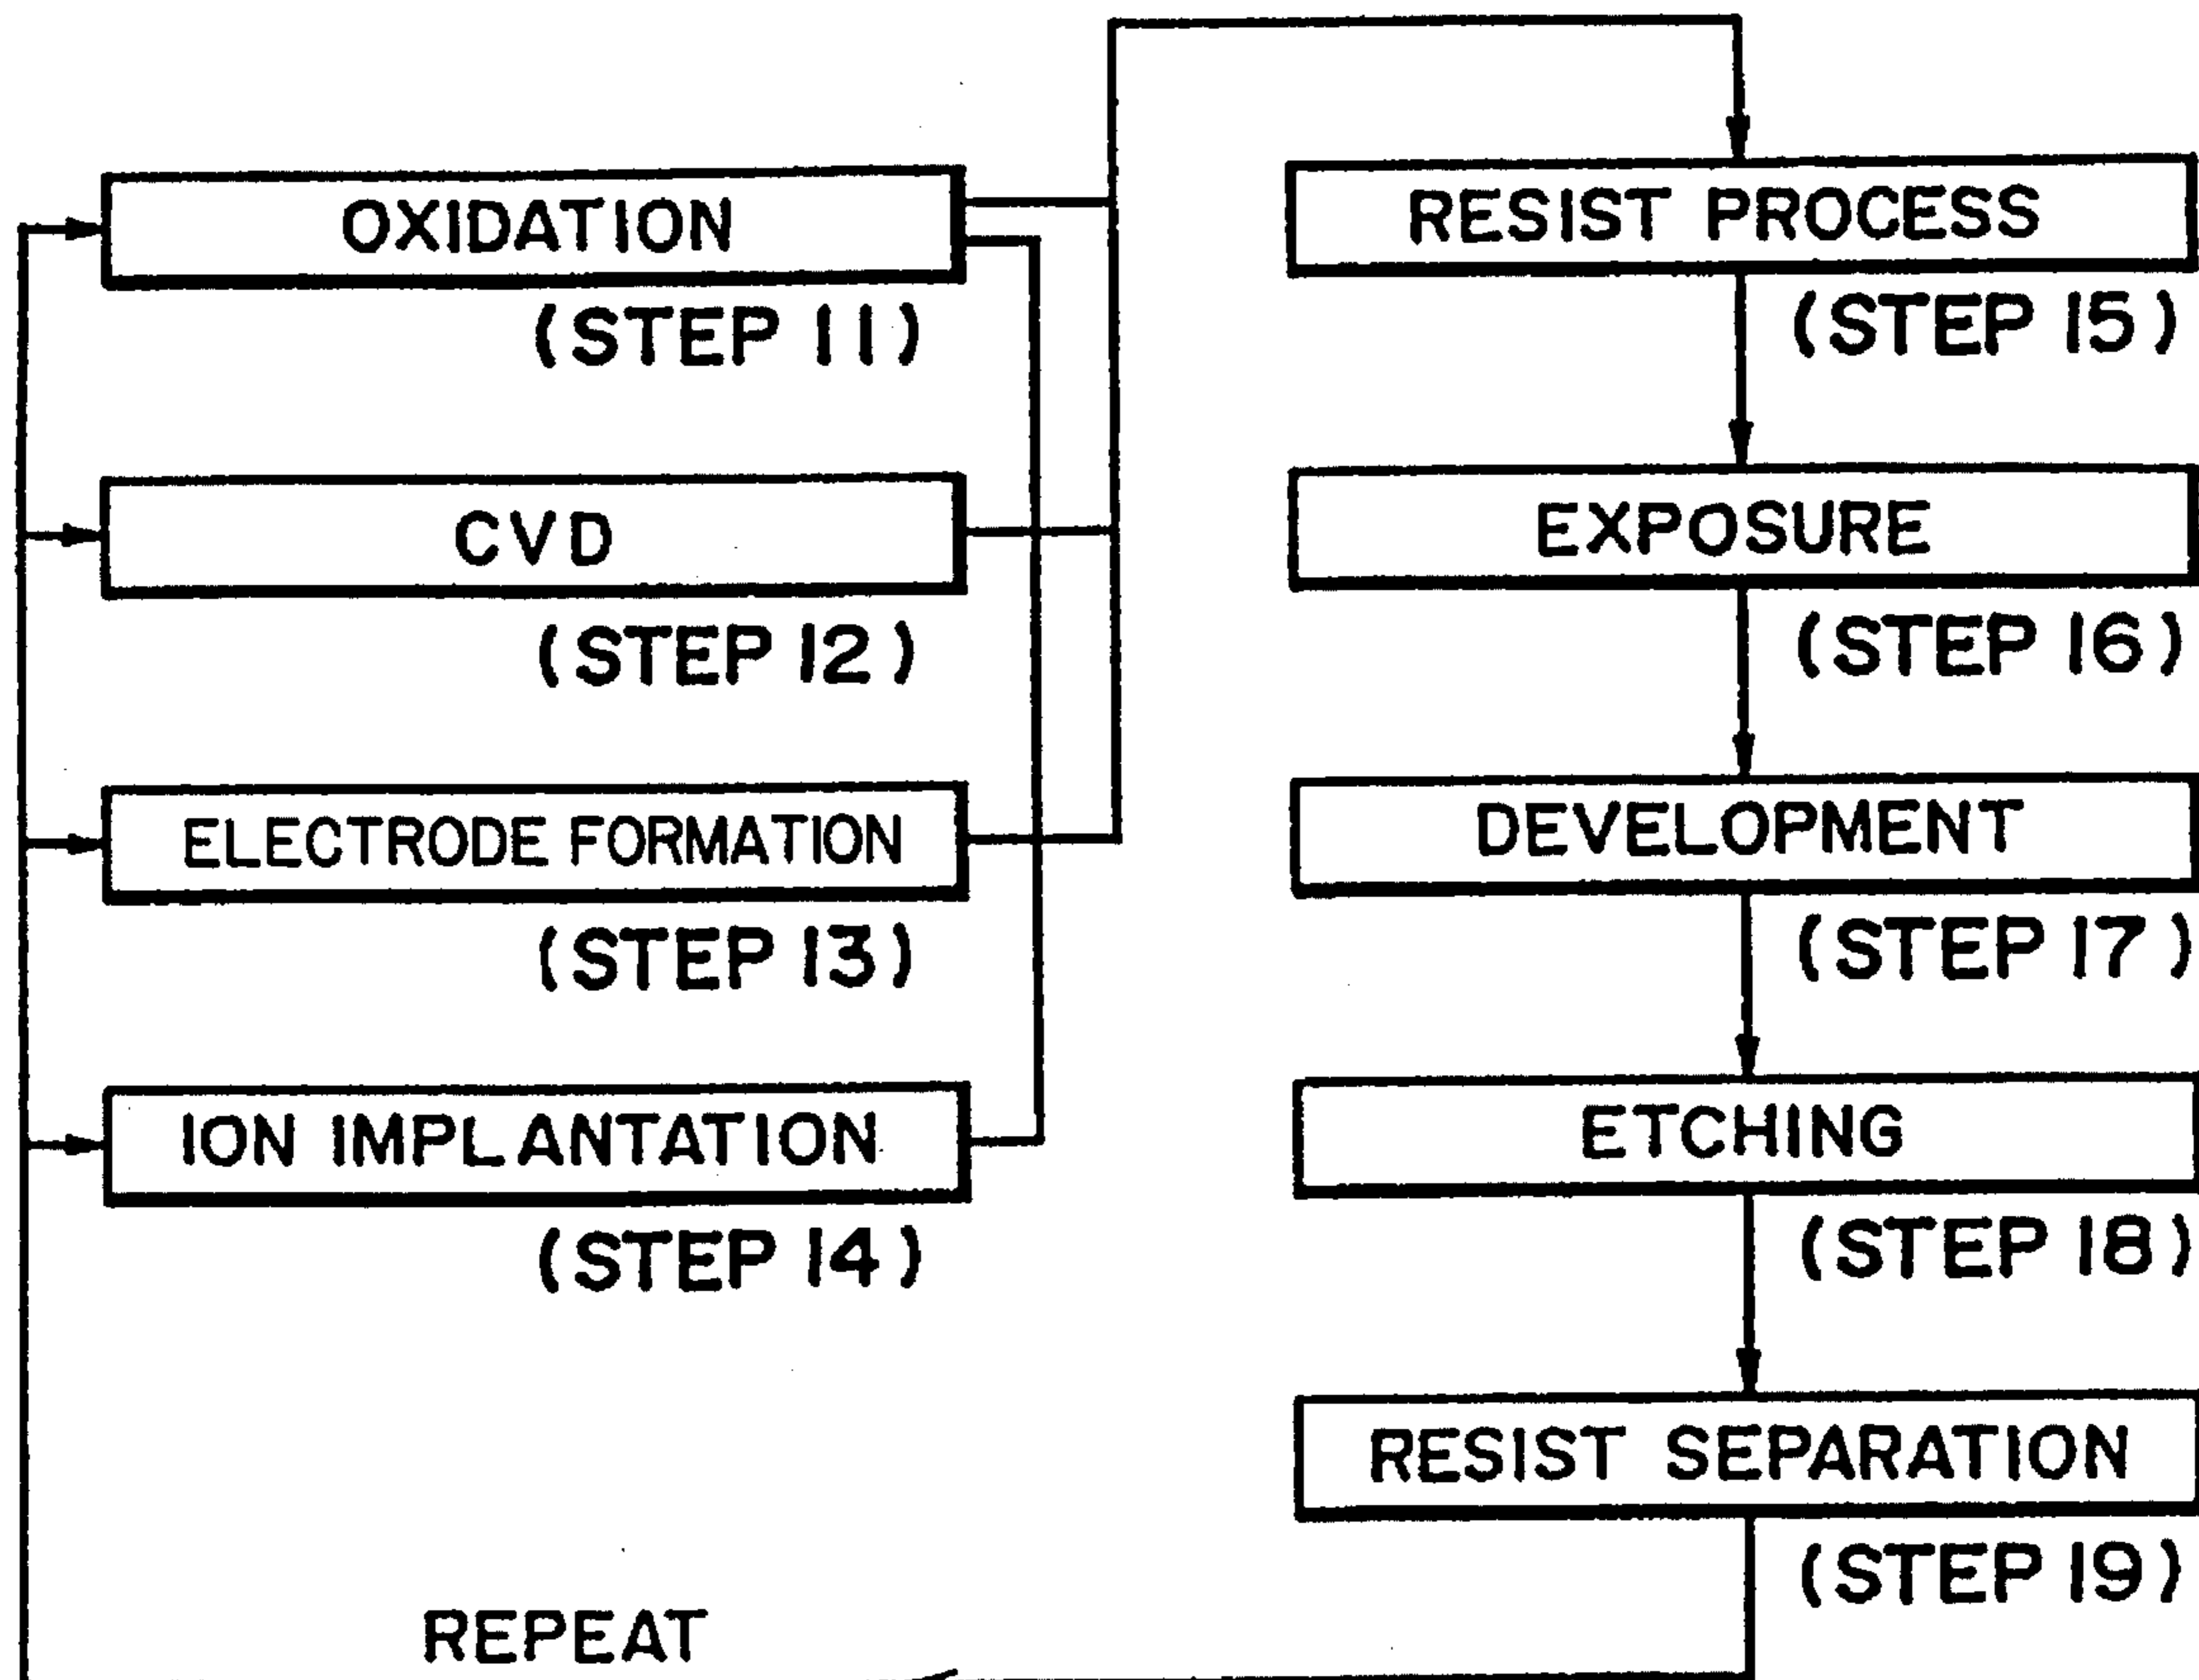 OXIDATION
(STEP 11)
CVD
(STEP 12)
ELECTRODE FORMATION
(STEP 13)
ION IMPLANTATION
(STEP 14)
REPEAT
RESIST PROCESS
(STEP 15)
EXPOSURE
(STEP 16)
DEVELOPMENT
(STEP 17)
ETCHING
(STEP 18)
RESIST SEPARATION
(STEP 19)